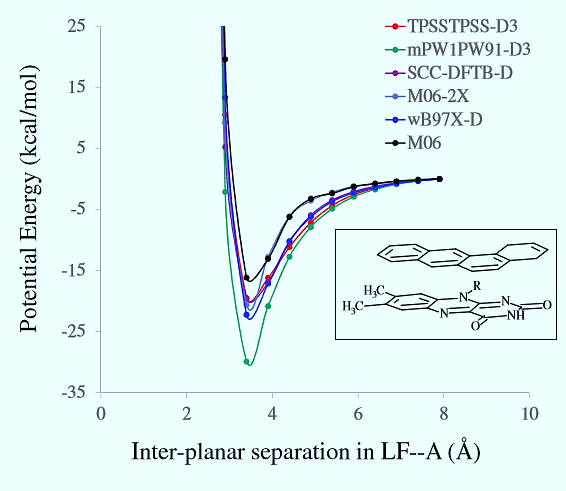 25
15
5
-5
-15
-25
-35
Potential Energy (kcal/mol)
TPSSTPSS-D3
mPW1PW91-D3
SCC-DFTB-D
M06-2X
wB97X-D
M06
R
H₃C
N
N
O
H₃C
N
NH
O
0
2
4
6
8
10
Inter-planar separation in LF--A (Å)